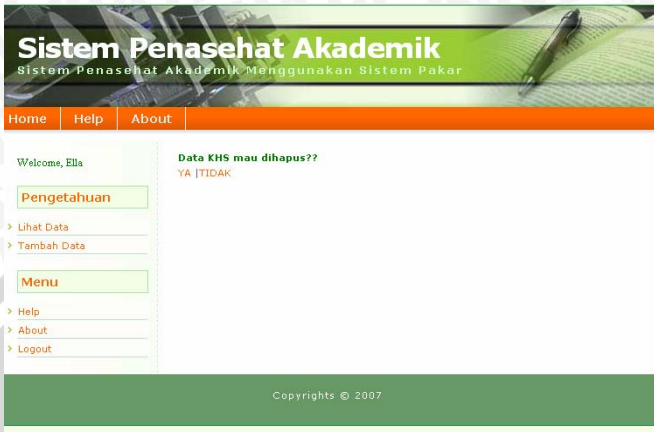 Sistem Penasehat Akademik
Sistem Penasehat Akademik Menggunakan Sistem Pakar
Home Help About
Welcome, Ella
Pengetahuan
Lihat Data
Tambah Data
Menu
Help
About
Logout
Data KHS mau dihapus??
YA |TIDAK
Copyrights © 2007